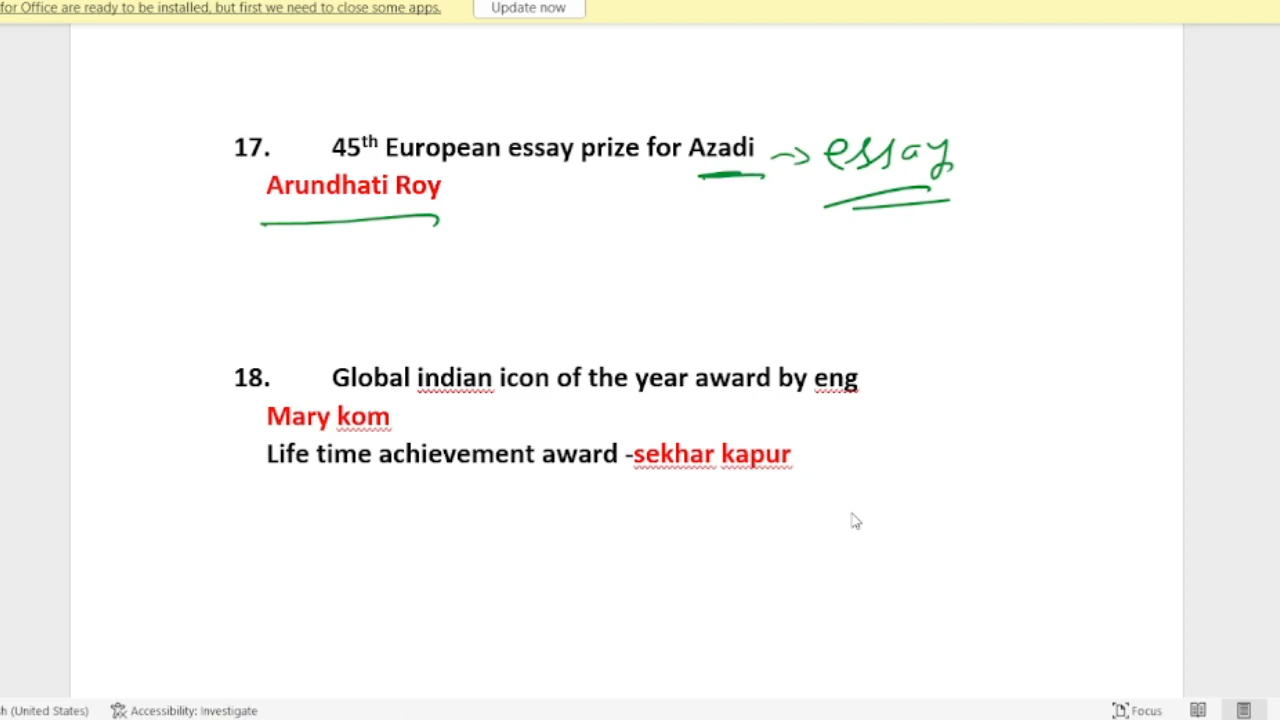 for Office are ready to be installed, but first we need to close some apps. Update now
17. 45th European essay prize for Azadi → essay
Arundhati Roy
18. Global indian icon of the year award by eng
Mary kom
Life time achievement award -sekhar kapur
h (United States) Accessibility: Investigate Focus